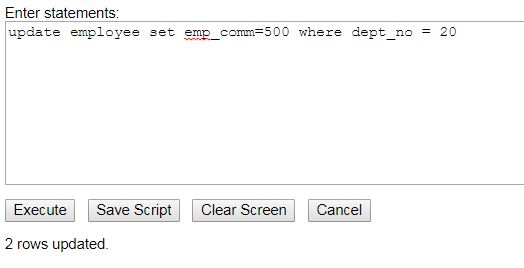 Enter statements:
update employee set emp_comm=500 where dept_no = 20
Execute Save Script Clear Screen Cancel
2 rows updated.